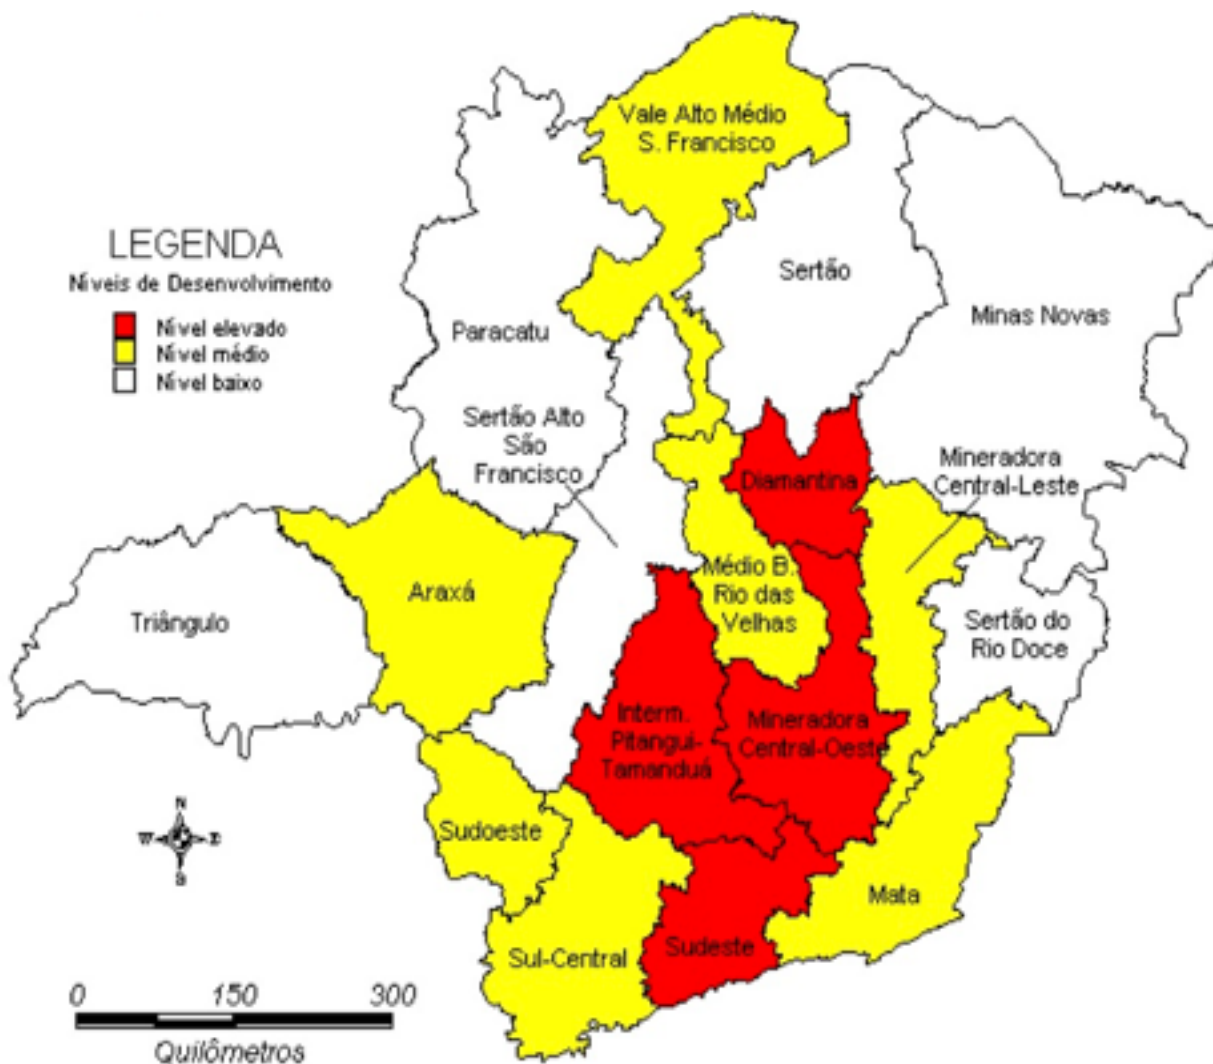 Vale Alto Médio
S. Francisco
LEGENDA
Níveis de Desenvolvimento
Nível elevado
Nível médio
Nível baixo
Sertão
Minas Novas
Paracatu
Sertão Alto
São
Francisco
Mineradora
Central-Leste
Diamantina
Araxá
Médio B.
Rio das
Velhas
Triângulo
Sertão do
Rio Doce
Interm.
Pitangui-
Tamanduá
Mineradora
Central-Oeste
N
W E
S
Sudoeste
Mata
Sul-Central
Sudeste
0 150 300
Quilômetros